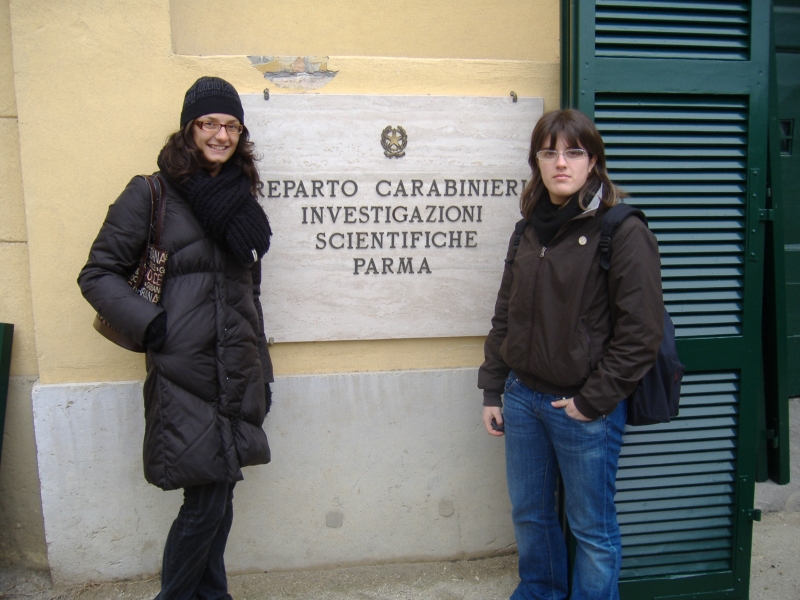 REPARTO CARABINIERI
INVESTIGAZIONI
SCIENTIFICHE
PARMA